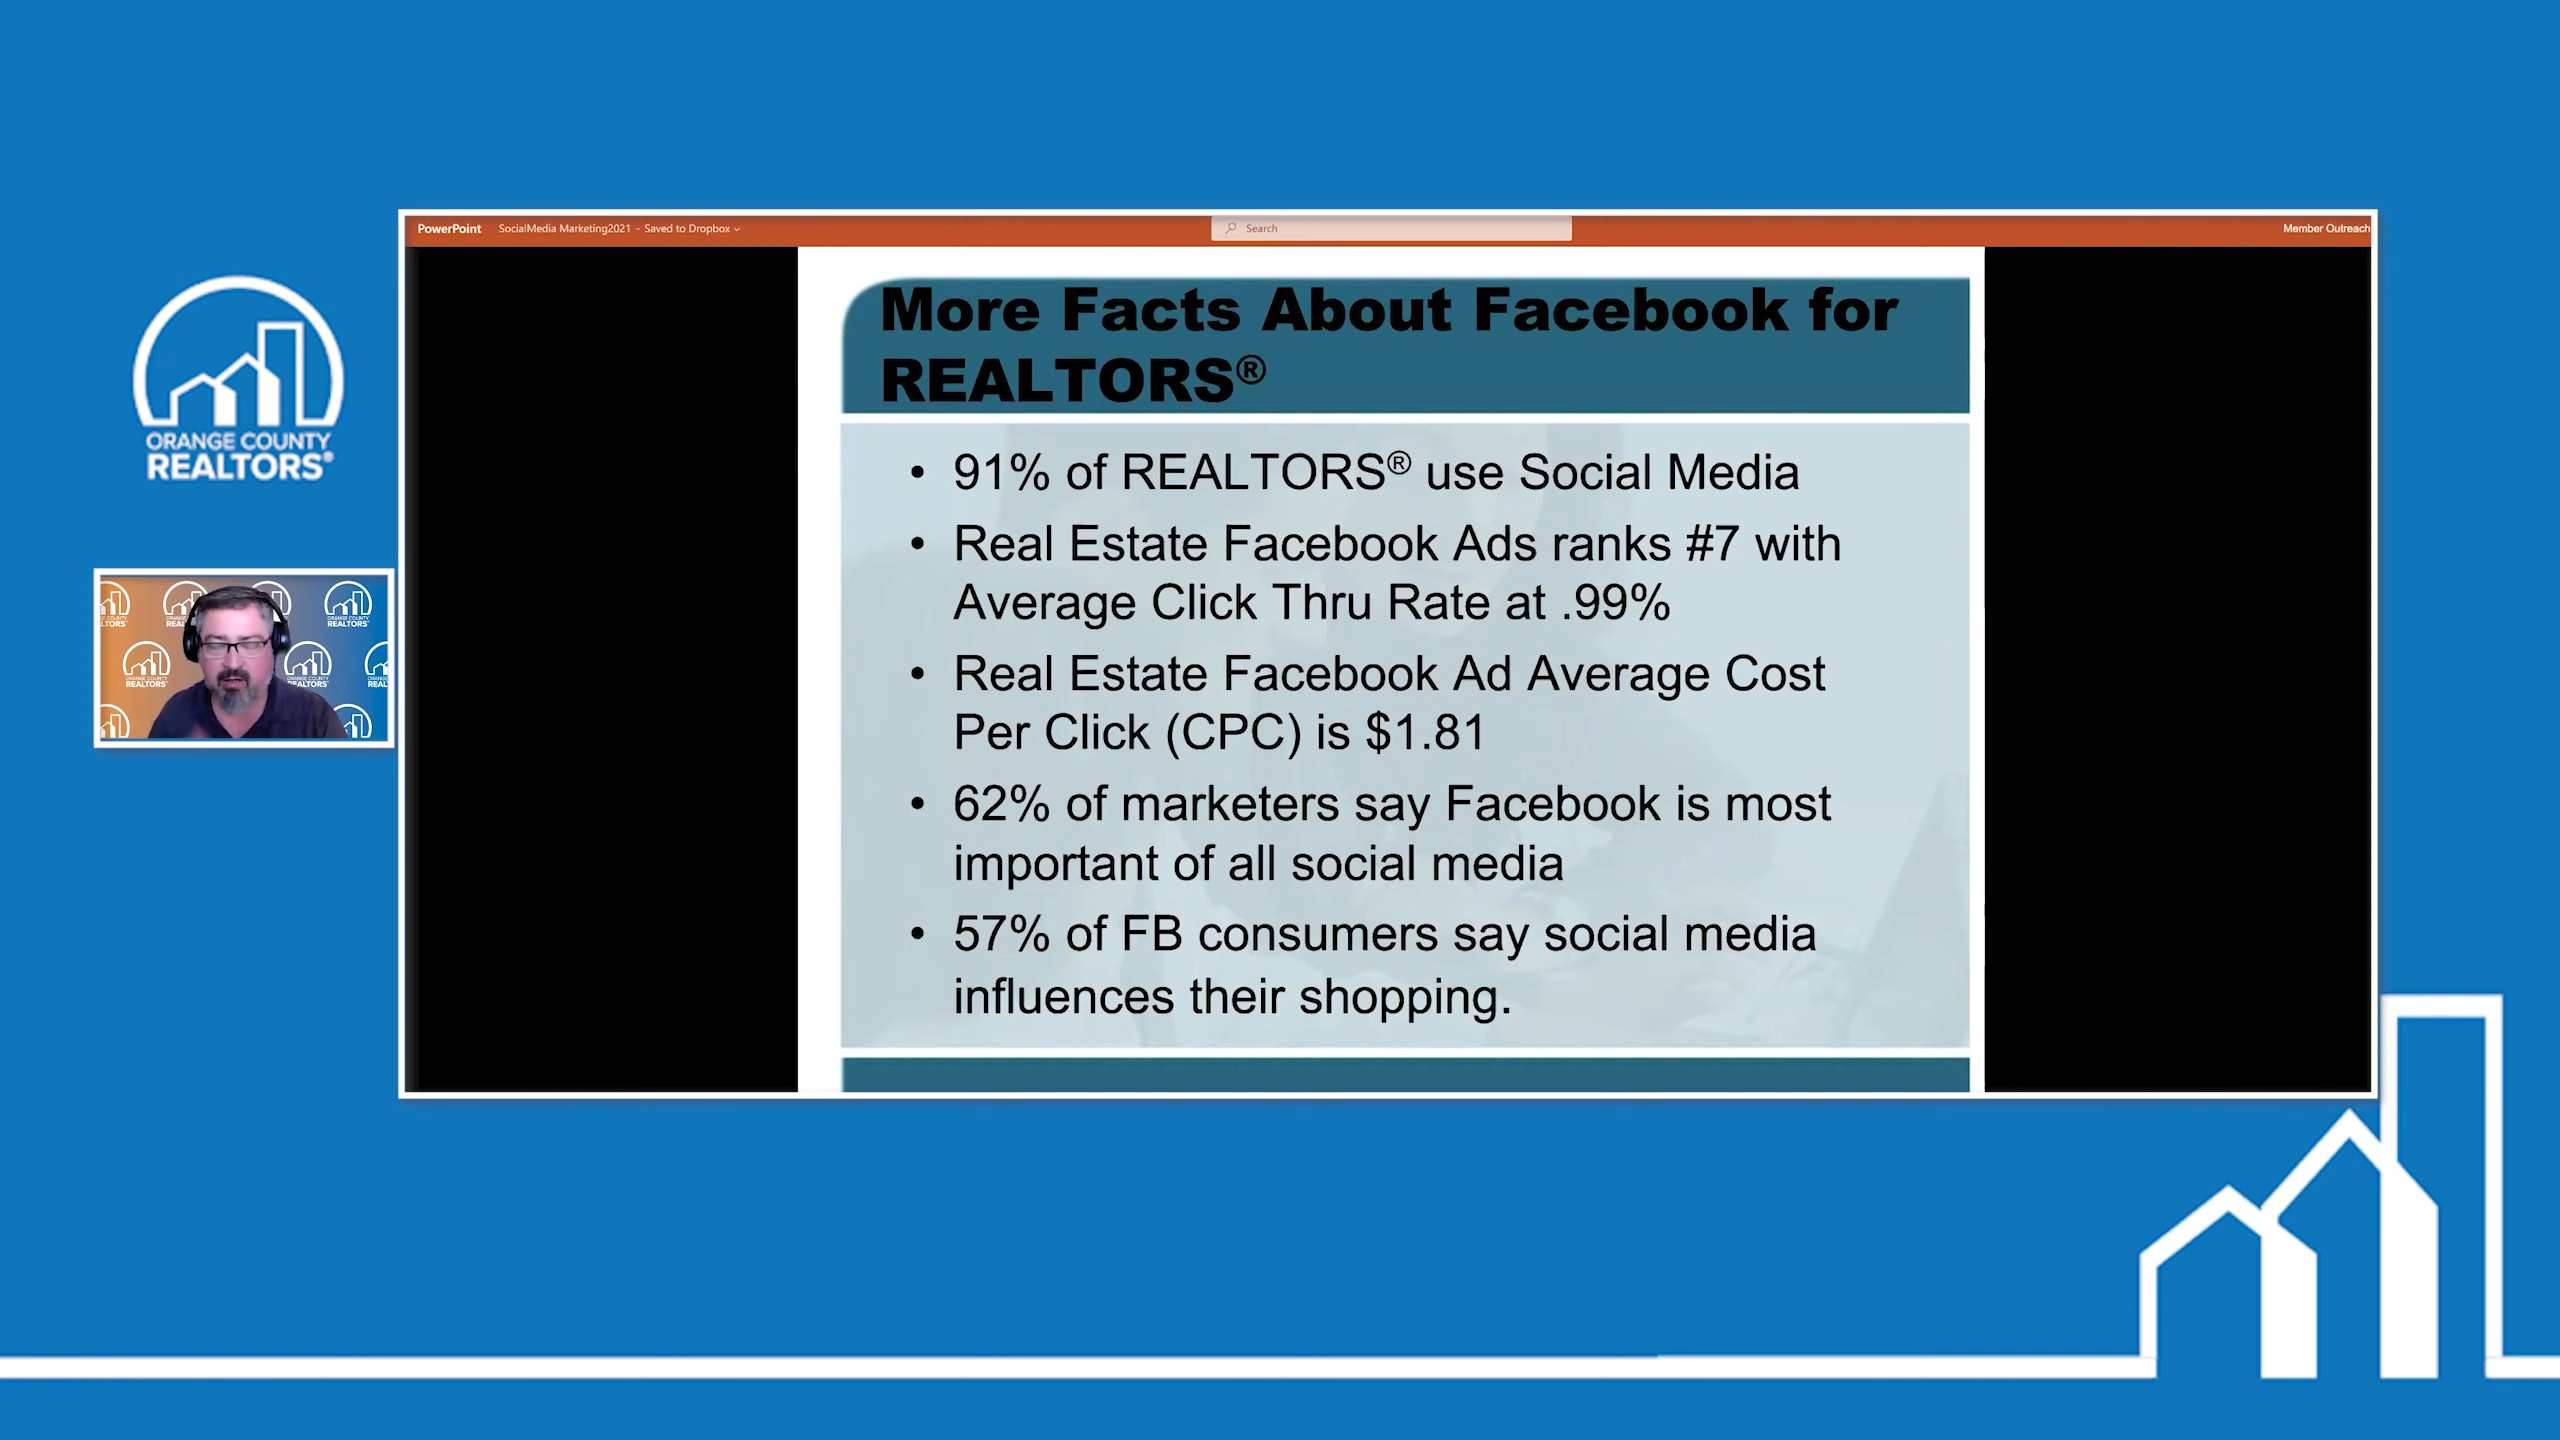 PowerPoint SocialMedia Marketing2021 - Saved to Dropbox
Search
Member Outreach
ORANGE COUNTY
REALTORS®
More Facts About Facebook for
REALTORS®
• 91% of REALTORS® use Social Media
• Real Estate Facebook Ads ranks #7 with
Average Click Thru Rate at .99%
• Real Estate Facebook Ad Average Cost
Per Click (CPC) is $1.81
• 62% of marketers say Facebook is most
important of all social media
• 57% of FB consumers say social media
influences their shopping.
REALTORS
REALTORS
REALTORS